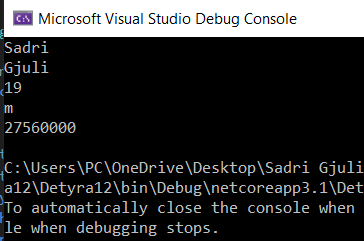 Microsoft Visual Studio Debug Console
Sadri
Gjuli
19
m
27560000
C:\Users\PC\OneDrive\Desktop\Sadri Gjuli
a12\Detyra12\bin\Debug\netcoreapp3.1\Det
To automatically close the console when
le when debugging stops.